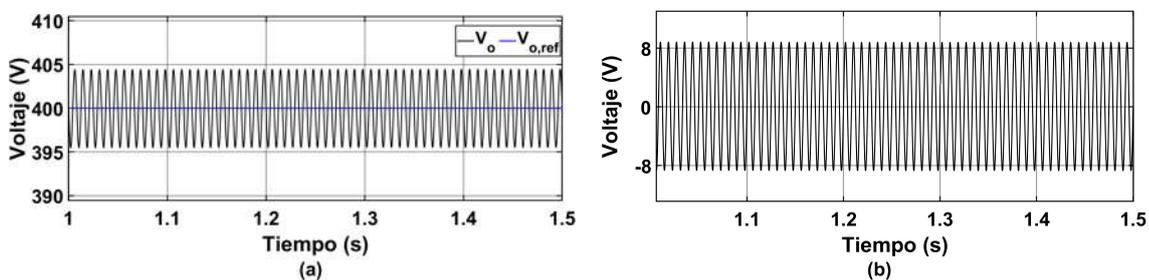 410
405
400
395
390
Voltaje (V)
V_o V_o,ref
1 1.1 1.2 1.3 1.4 1.5
Tiempo (s)
(a)
8
0
-8
Voltaje (V)
1.1 1.2 1.3 1.4 1.5
Tiempo (s)
(b)